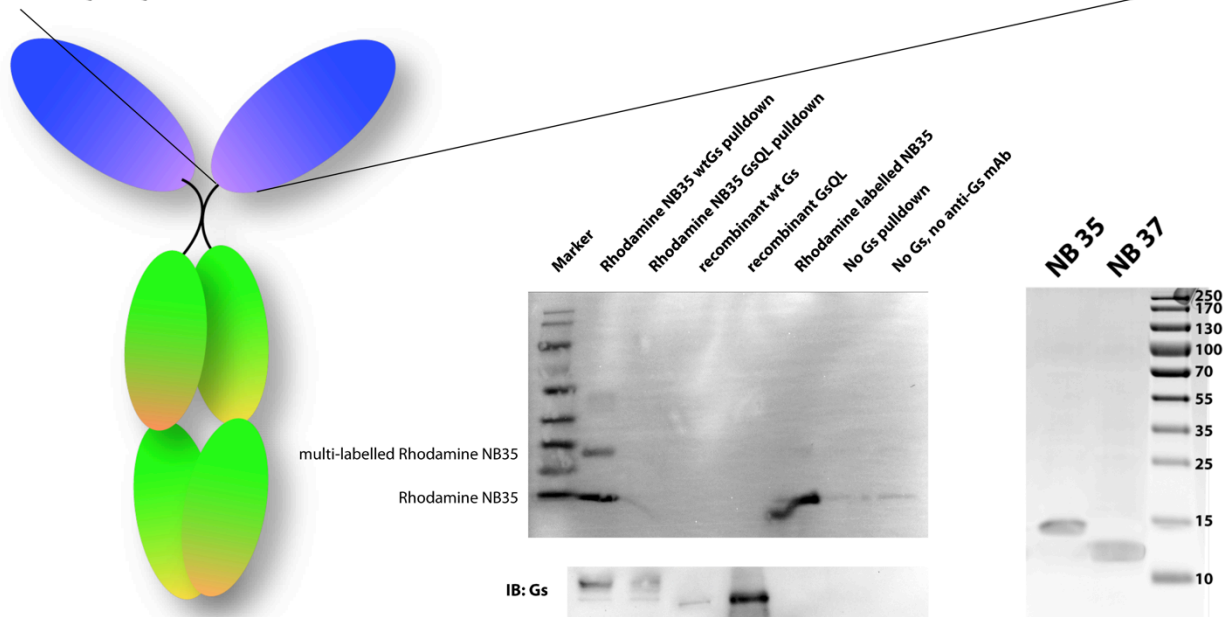 Marker
Rhodamine NB35 wtGs pulldown
Rhodamine NB35 GsQL pulldown
recombinant wt Gs
recombinant GsQL
Rhodamine labelled NB35
No Gs pulldown
No Gs, no anti-Gs mAb
multi-labelled Rhodamine NB35
Rhodamine NB35
IB: Gs
NB 35
NB 37
250
170
130
100
70
55
35
25
15
10